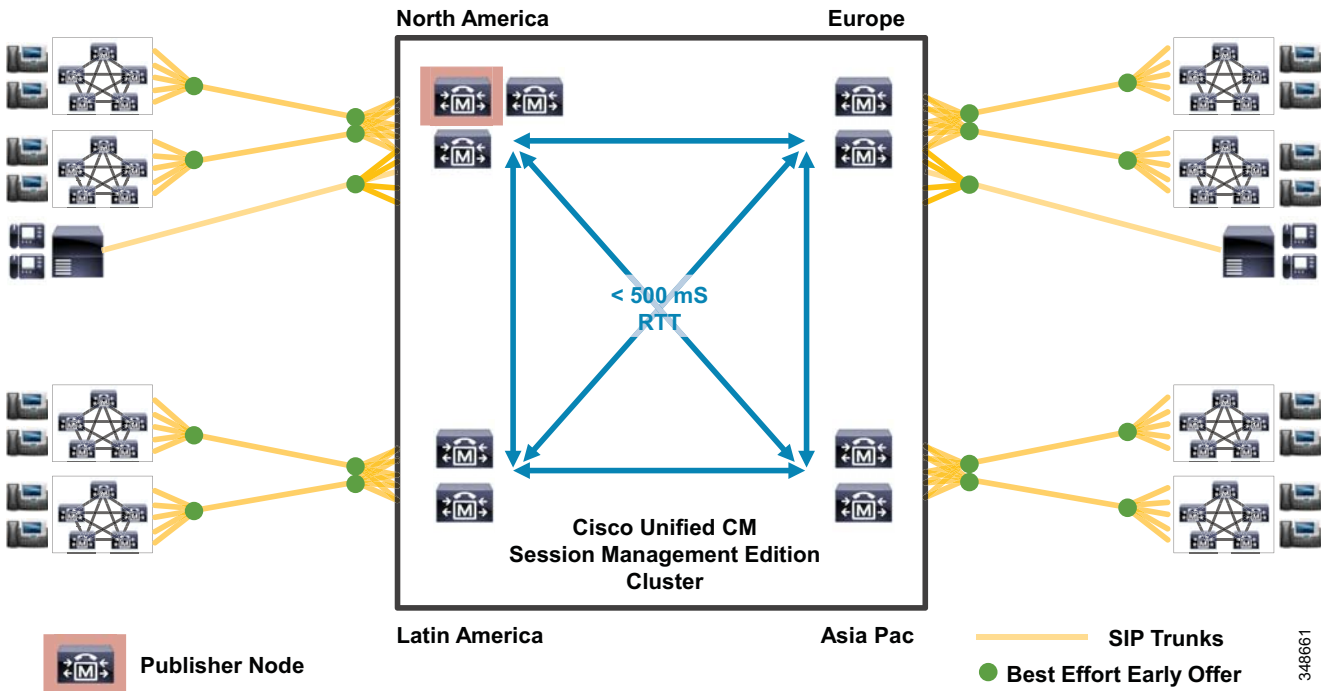 North America
Europe
< 500 mS
RTT
Cisco Unified CM
Session Management Edition
Cluster
Latin America
Asia Pac
Publisher Node
SIP Trunks
Best Effort Early Offer
348661